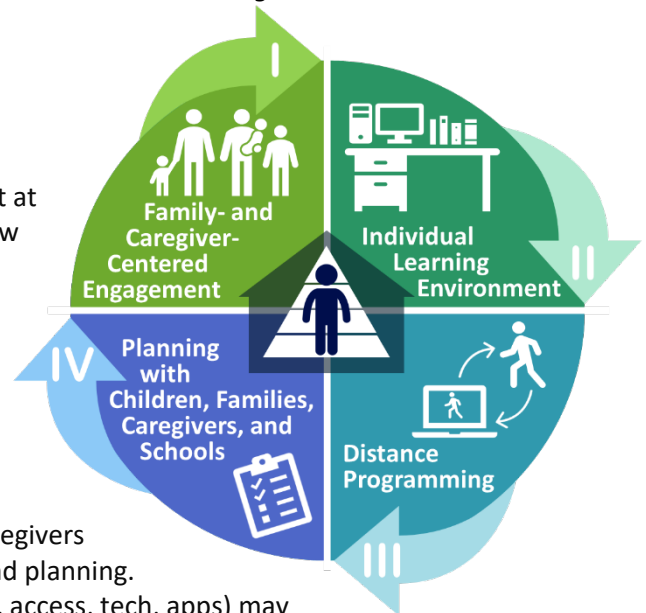 I
Family- and
Caregiver-
Centered
Engagement
Individual
Learning
Environment
II
t at
w
IV
Planning
with
Children, Families,
Caregivers, and
Schools
Distance
Programming
III
egivers
d planning.
access, tech, apps) may